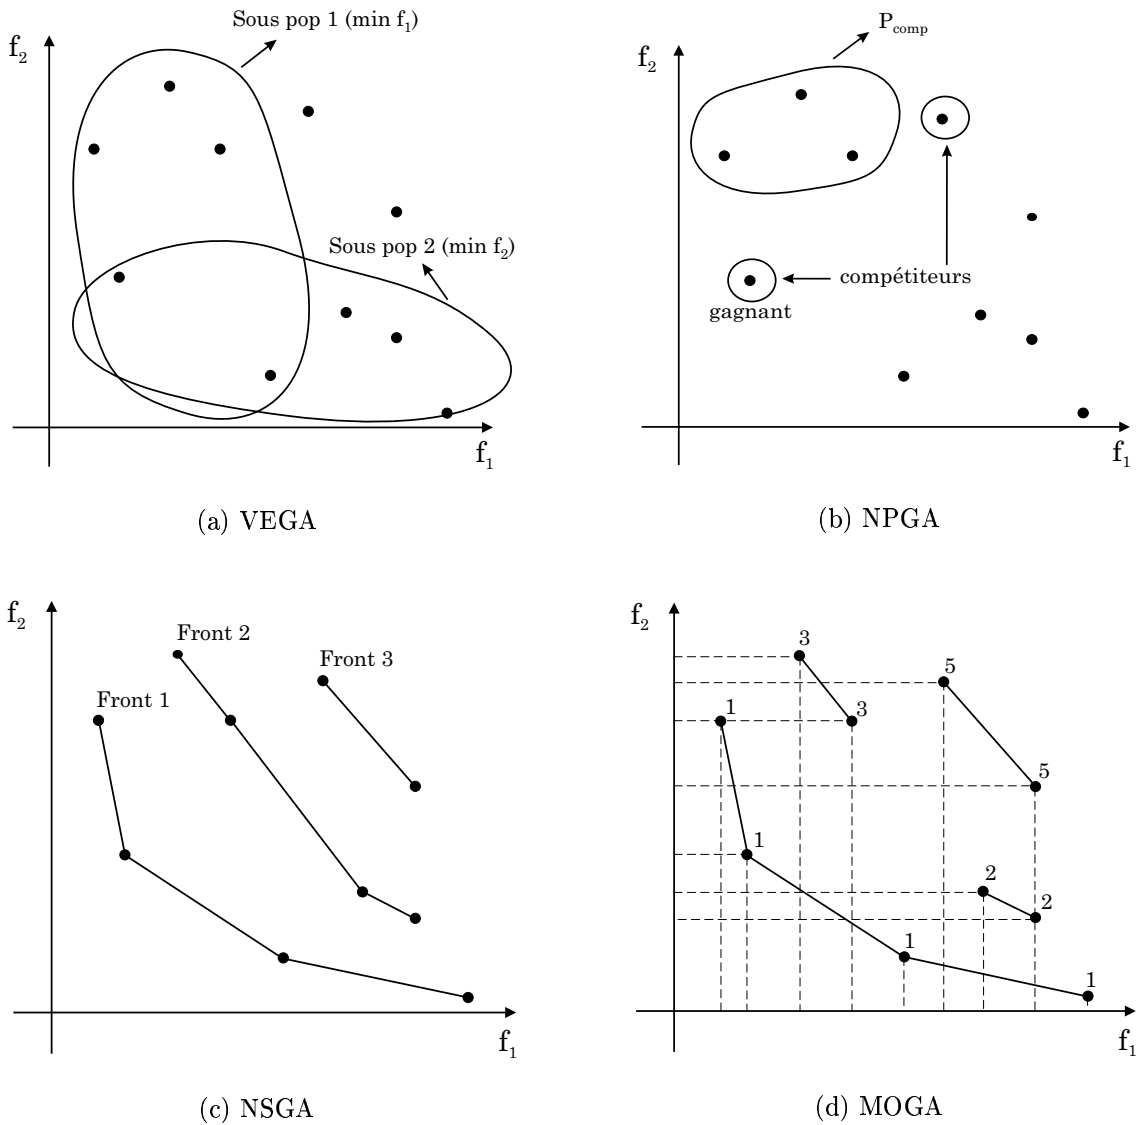 Sous pop 1 (min f1)
f2
Sous pop 2 (min f2)
f1
(a) VEGA
Pcomp
f2
compétiteurs
gagnant
f1
(b) NPGA
f2
Front 2
Front 3
Front 1
f1
(c) NSGA
f2
3
5
1
3
5
1
2
2
1
1
f1
(d) MOGA